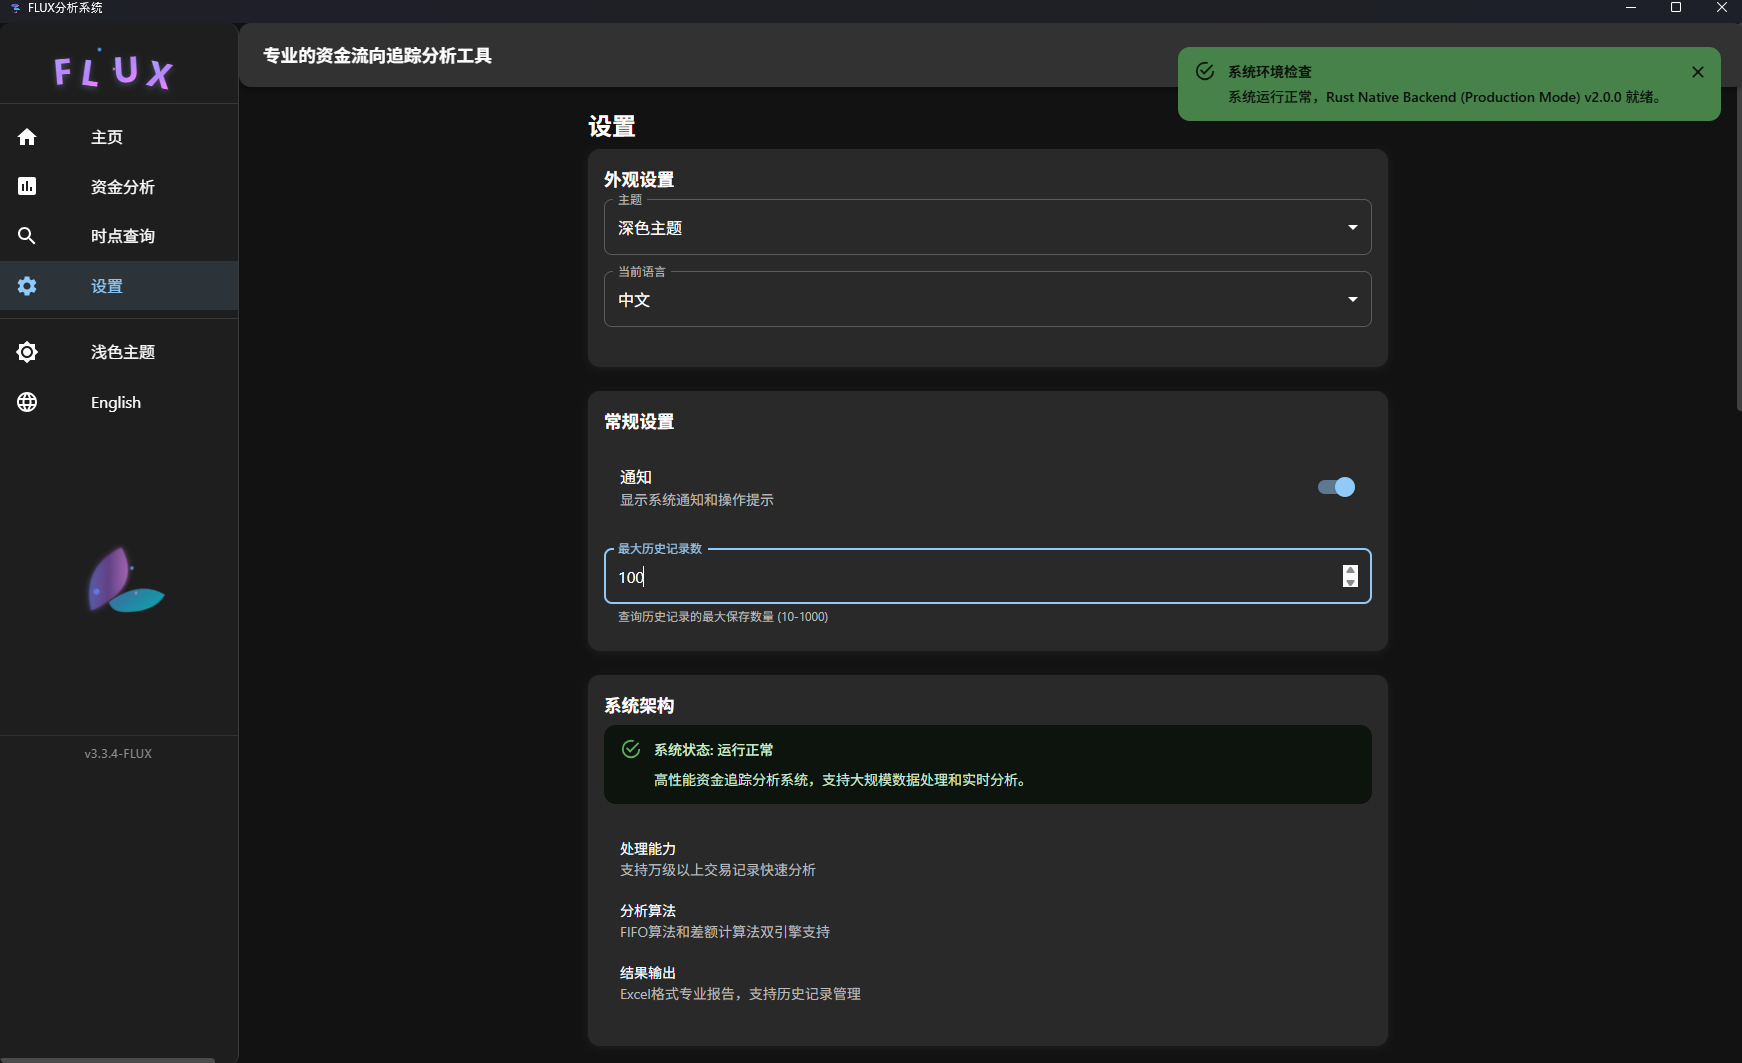 FLUX分析系统
FLUX
专业的资金流向追踪分析工具
系统环境检查
系统运行正常，Rust Native Backend (Production Mode) v2.0.0 就绪。
主页
资金分析
时点查询
设置
浅色主题
English
v3.3.4-FLUX
设置
外观设置
主题
深色主题
当前语言
中文
常规设置
通知
显示系统通知和操作提示
最大历史记录数
100
查询历史记录的最大保存数量 (10-1000)
系统架构
系统状态: 运行正常
高性能资金追踪分析系统，支持大规模数据处理和实时分析。
处理能力
支持万级以上交易记录快速分析
分析算法
FIFO算法和差额计算法双引擎支持
结果输出
Excel格式专业报告，支持历史记录管理